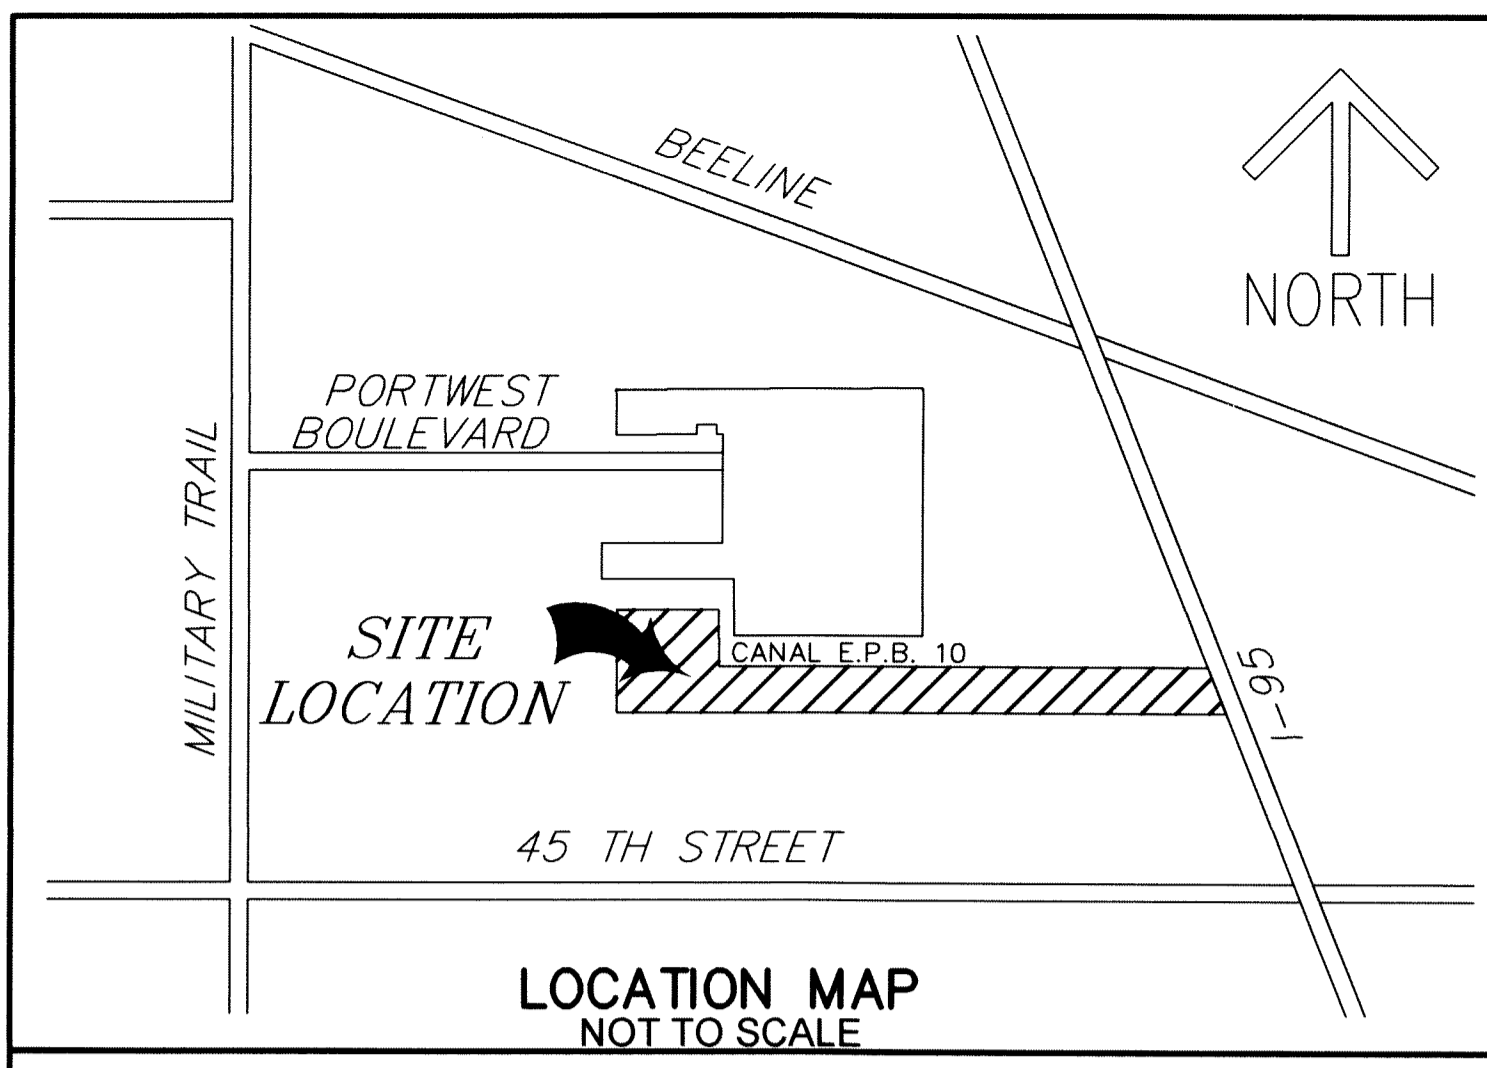 BEELINE
NORTH
PORTWEST
BOULEVARD
MILITARY TRAIL
SITE
LOCATION
CANAL E.P.B. 10
I-95
45 TH STREET
LOCATION MAP
NOT TO SCALE